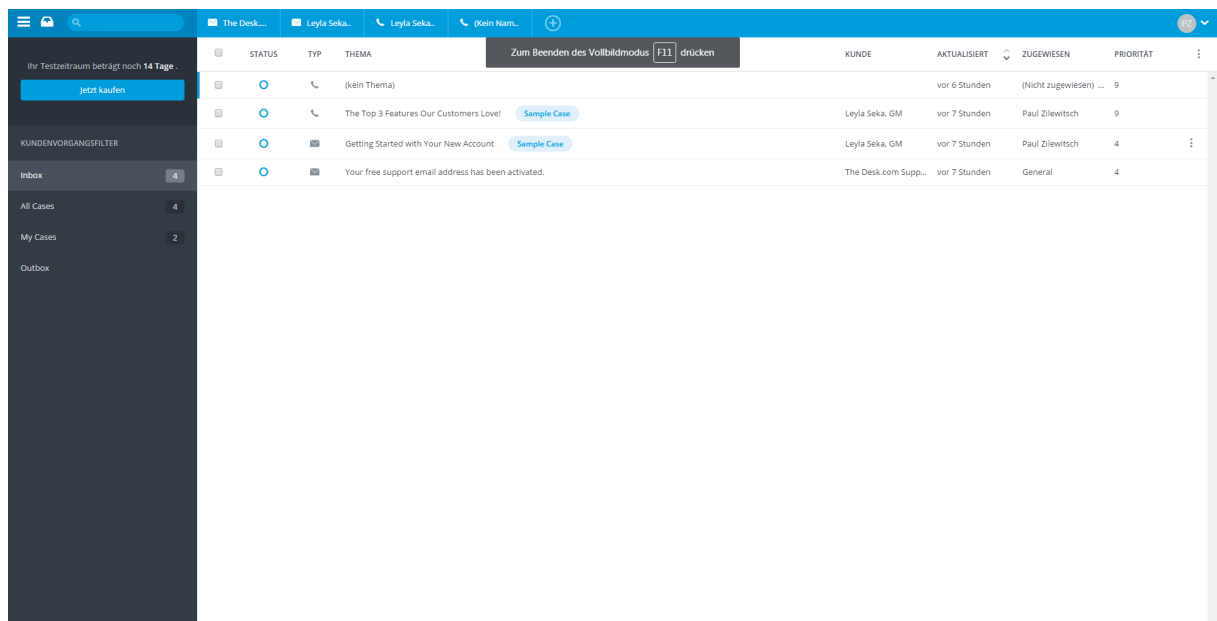 The Desk.... Leyla Seka.. Leyla Seka.. (Kein Nam.. PZ
Ihr Testzeitraum beträgt noch 14 Tage .
Jetzt kaufen
Zum Beenden des Vollbildmodus F11 drücken
STATUS TYP THEMA KUNDE AKTUALISIERT ZUGEWIESEN PRIORITÄT
(kein Thema) vor 6 Stunden (Nicht zugewiesen) ... 9
The Top 3 Features Our Customers Love! Sample Case Leyla Seka, GM vor 7 Stunden Paul Zilewitsch 9
KUNDENVORGANGSFILTER
Getting Started with Your New Account Sample Case Leyla Seka, GM vor 7 Stunden Paul Zilewitsch 4
Inbox 4
Your free support email address has been activated. The Desk.com Supp... vor 7 Stunden General 4
All Cases 4
My Cases 2
Outbox